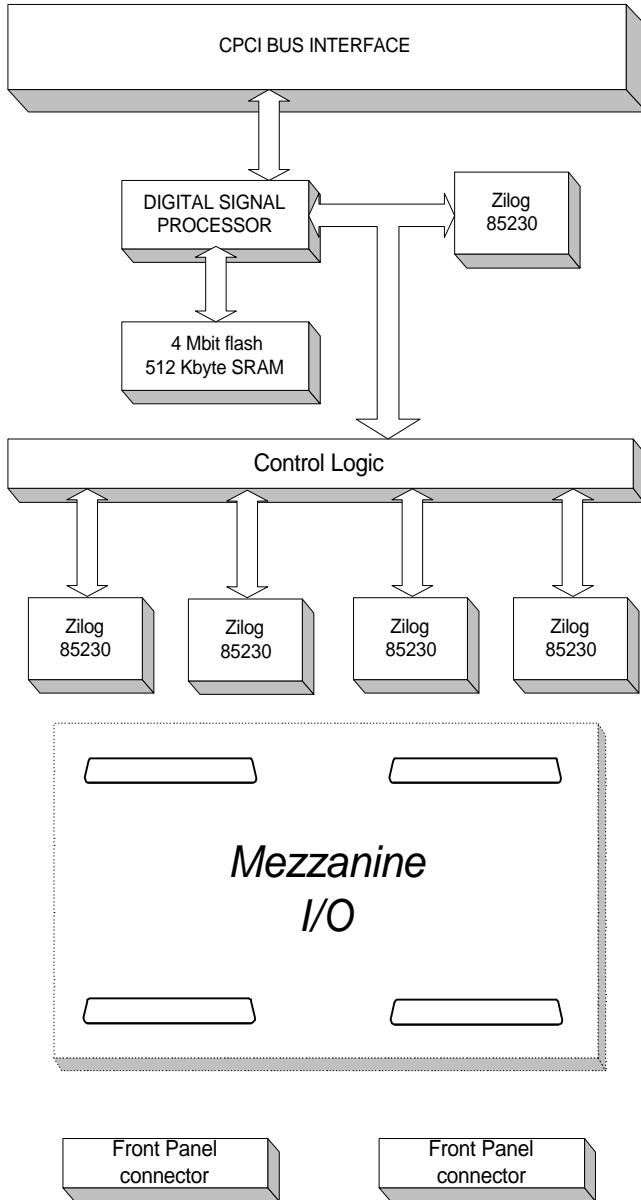 CPCI BUS INTERFACE
DIGITAL SIGNAL
PROCESSOR
Zilog
85230
4 Mbit flash
512 Kbyte SRAM
Control Logic
Zilog
85230
Zilog
85230
Zilog
85230
Zilog
85230
Mezzanine
I/O
Front Panel
connector
Front Panel
connector